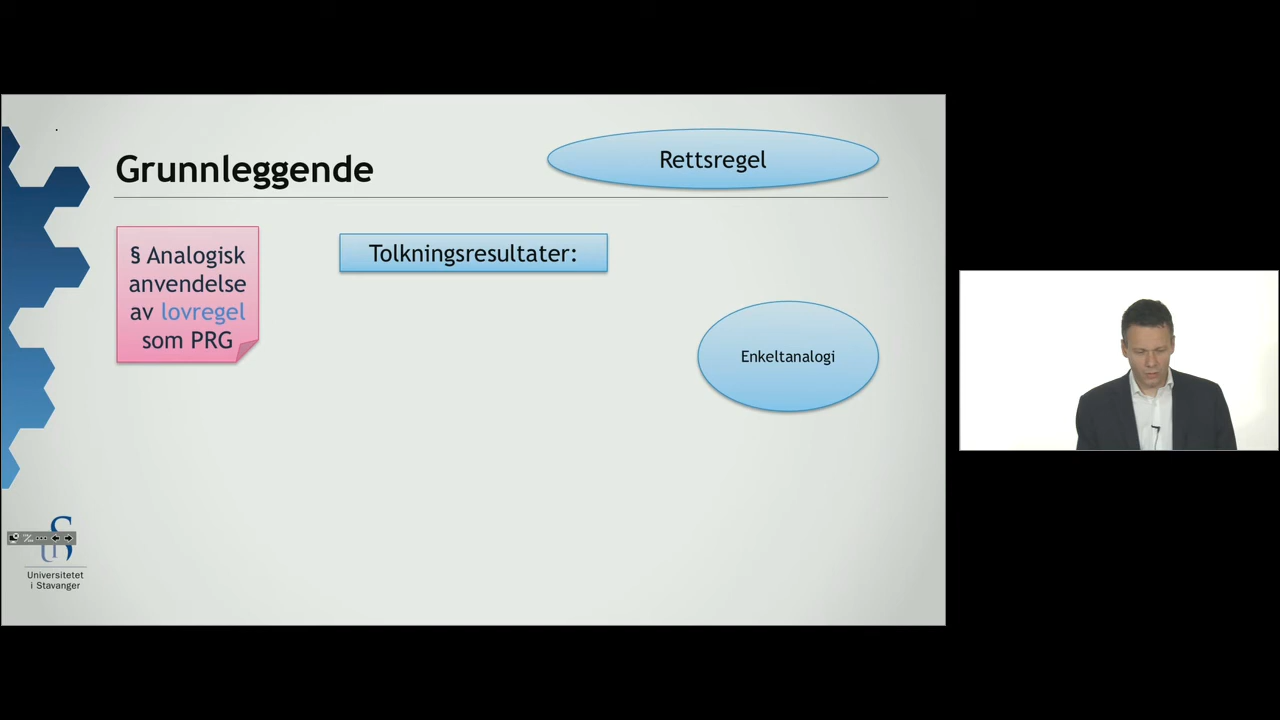 Grunnleggende
Rettsregel
§ Analogisk
anvendelse
av lovregel
som PRG
Tolkningsresultater:
Enkeltanalogi
Universitetet
i Stavanger